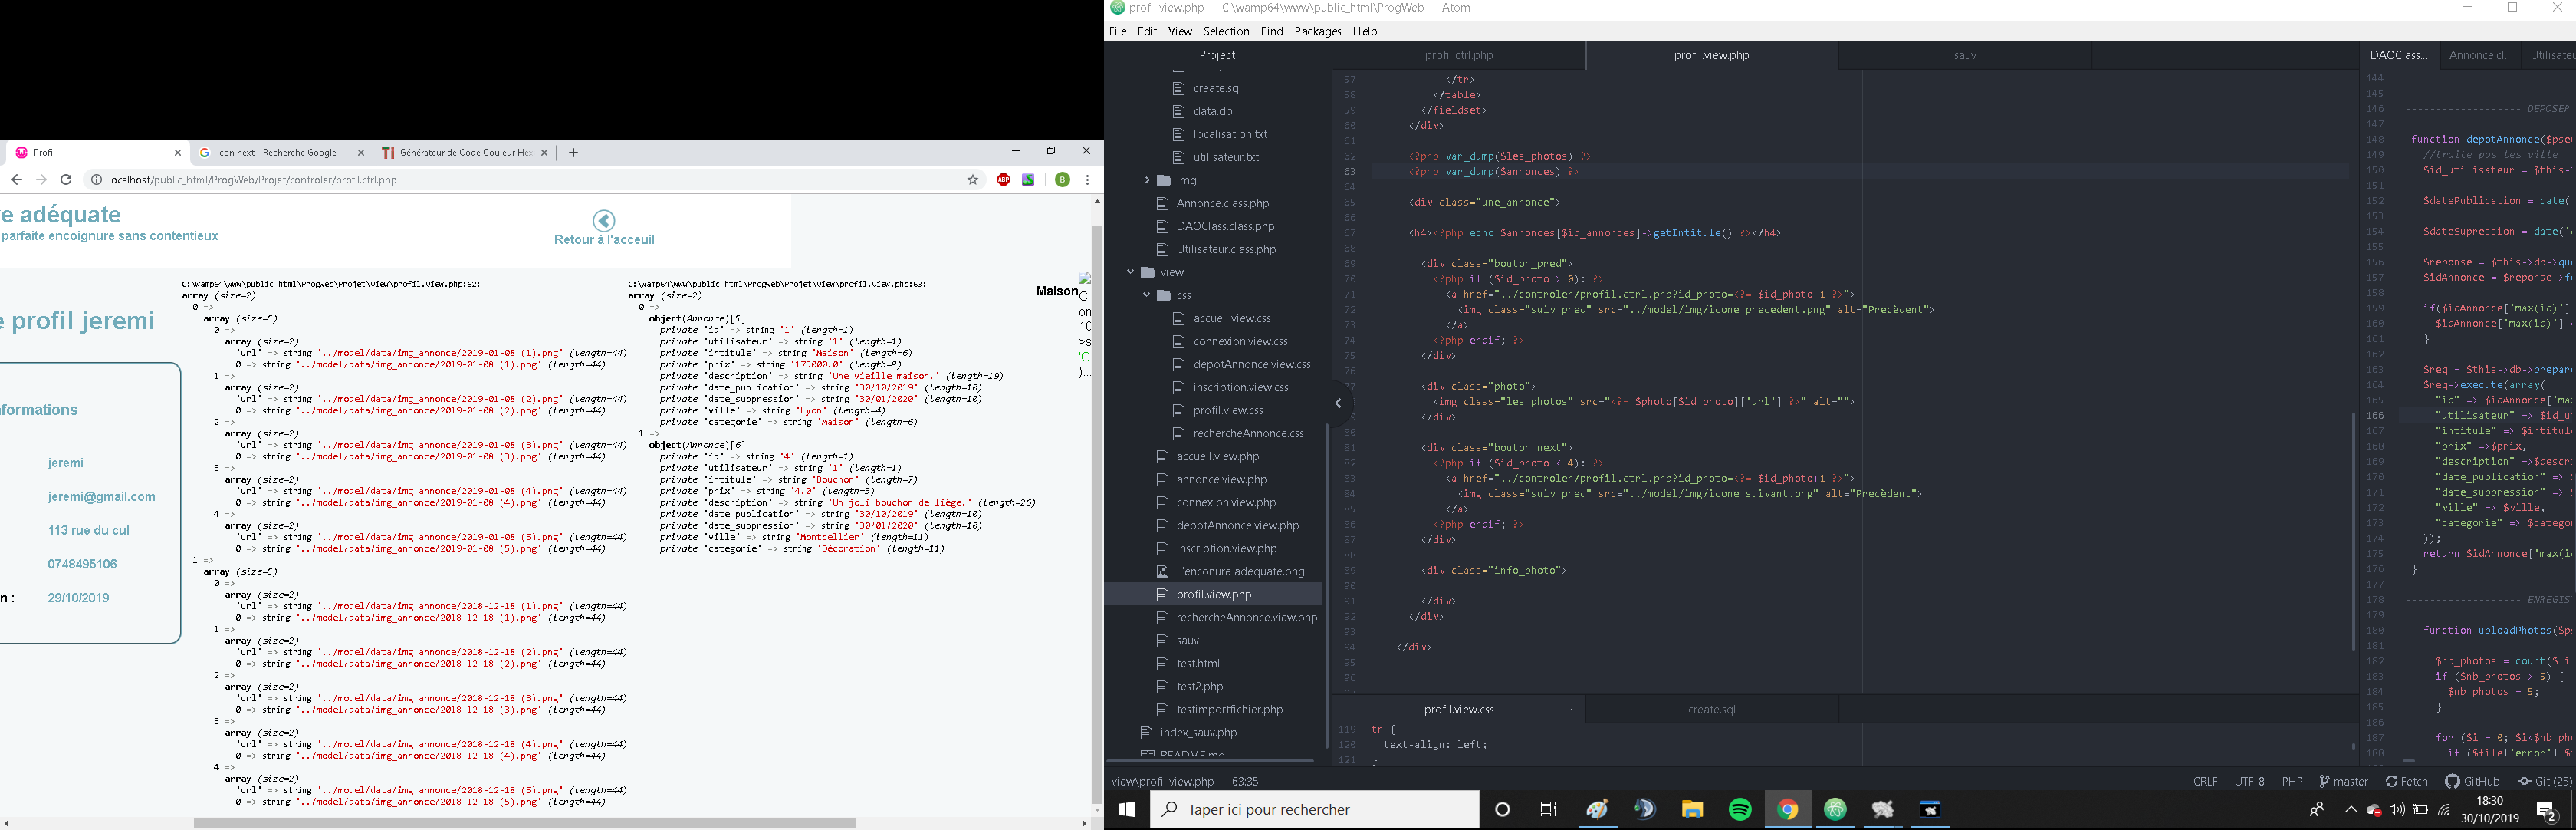 profil.view.php — C:\wamp64\www\public_html\ProgWeb — Atom
File Edit View Selection Find Packages Help
Profil
icon next - Recherche Google
Générateur de Code Couleur Hex
localhost/public_html/ProgWeb/Projet/controler/profil.ctrl.php
e adéquate
parfaite encoignure sans contentieux
Retour à l'acceuil
e profil jeremi
nformations
jeremi
jeremi@gmail.com
113 rue du cul
0748495106
n : 29/10/2019
C:\wamp64\www\public_html\ProgWeb\Projet\view\profil.view.php:62:
array (size=2)
0 =>
array (size=5)
0 =>
array (size=2)
'url' => string '../model/data/img_annonce/2019-01-08 (1).png' (length=44)
0 => string '../model/data/img_annonce/2019-01-08 (1).png' (length=44)
1 =>
array (size=2)
'url' => string '../model/data/img_annonce/2019-01-08 (2).png' (length=44)
0 => string '../model/data/img_annonce/2019-01-08 (2).png' (length=44)
2 =>
array (size=2)
'url' => string '../model/data/img_annonce/2019-01-08 (3).png' (length=44)
0 => string '../model/data/img_annonce/2019-01-08 (3).png' (length=44)
3 =>
array (size=2)
'url' => string '../model/data/img_annonce/2019-01-08 (4).png' (length=44)
0 => string '../model/data/img_annonce/2019-01-08 (4).png' (length=44)
4 =>
array (size=2)
'url' => string '../model/data/img_annonce/2019-01-08 (5).png' (length=44)
0 => string '../model/data/img_annonce/2019-01-08 (5).png' (length=44)
1 =>
array (size=5)
0 =>
array (size=2)
'url' => string '../model/data/img_annonce/2018-12-18 (1).png' (length=44)
0 => string '../model/data/img_annonce/2018-12-18 (1).png' (length=44)
1 =>
array (size=2)
'url' => string '../model/data/img_annonce/2018-12-18 (2).png' (length=44)
0 => string '../model/data/img_annonce/2018-12-18 (2).png' (length=44)
2 =>
array (size=2)
'url' => string '../model/data/img_annonce/2018-12-18 (3).png' (length=44)
0 => string '../model/data/img_annonce/2018-12-18 (3).png' (length=44)
3 =>
array (size=2)
'url' => string '../model/data/img_annonce/2018-12-18 (4).png' (length=44)
0 => string '../model/data/img_annonce/2018-12-18 (4).png' (length=44)
4 =>
array (size=2)
'url' => string '../model/data/img_annonce/2018-12-18 (5).png' (length=44)
0 => string '../model/data/img_annonce/2018-12-18 (5).png' (length=44)
C:\wamp64\www\public_html\ProgWeb\Projet\view\profil.view.php:63:
array (size=2)
0 =>
object(Annonce)[5]
private 'id' => string '1' (length=1)
private 'utilisateur' => string '1' (length=1)
private 'intitule' => string 'Maison' (length=6)
private 'prix' => string '175000.0' (length=8)
private 'description' => string 'Une vieille maison.' (length=19)
private 'date_publication' => string '30/10/2019' (length=10)
private 'date_suppression' => string '30/01/2020' (length=10)
private 'ville' => string 'Lyon' (length=4)
private 'categorie' => string 'Maison' (length=6)
1 =>
object(Annonce)[6]
private 'id' => string '4' (length=1)
private 'utilisateur' => string '1' (length=1)
private 'intitule' => string 'Bouchon' (length=7)
private 'prix' => string '4.0' (length=3)
private 'description' => string 'Un joli bouchon de liège.' (length=26)
private 'date_publication' => string '30/10/2019' (length=10)
private 'date_suppression' => string '30/01/2020' (length=10)
private 'ville' => string 'Montpellier' (length=11)
private 'categorie' => string 'Décoration' (length=11)
Maison
C:
on
10
>s
'C
)...
Project
create.sql
data.db
localisation.txt
utilisateur.txt
img
Annonce.class.php
DAOClass.class.php
Utilisateur.class.php
view
css
accueil.view.css
connexion.view.css
depotAnnonce.view.css
inscription.view.css
profil.view.css
rechercheAnnonce.css
accueil.view.php
annonce.view.php
connexion.view.php
depotAnnonce.view.php
inscription.view.php
L'enconure adequate.png
profil.view.php
rechercheAnnonce.view.php
sauv
test.html
test2.php
testimportfichier.php
index_sauv.php
README.md
profil.ctrl.php profil.view.php sauv
57 </tr>
58 </table>
59 </fieldset>
60 </div>
61
62 <?php var_dump($les_photos) ?>
63 <?php var_dump($annonces) ?>
64
65 <div class="une_annonce">
66
67 <h4><?php echo $annonces[$id_annonces]->getIntitule() ?></h4>
68
69 <div class="bouton_pred">
70 <?php if ($id_photo > 0): ?>
71 <a href="../controler/profil.ctrl.php?id_photo=<?= $id_photo-1 ?>">
72 <img class="suiv_pred" src="../model/img/icone_precedent.png" alt="Precèdent">
73 </a>
74 <?php endif; ?>
75 </div>
76
77 <div class="photo">
<img class="les_photos" src="<?= $photo[$id_photo]['url'] ?>" alt="">
</div>
80
81 <div class="bouton_next">
82 <?php if ($id_photo < 4): ?>
83 <a href="../controler/profil.ctrl.php?id_photo=<?= $id_photo+1 ?>">
84 <img class="suiv_pred" src="../model/img/icone_suivant.png" alt="Precèdent">
85 </a>
86 <?php endif; ?>
87 </div>
88
89 <div class="info_photo">
90
91 </div>
92 </div>
93
94 </div>
95
96
97
profil.view.css create.sql
119 tr {
120 text-align: left;
121 }
DAOClass.... Annonce.cl... Utilisateu
144
145
146 ------------------ DEPOSER
147
148 function depotAnnonce($pse
149 //traite pas les ville
150 $id_utilisateur = $this-
151
152 $datePublication = date(
153
154 $dateSupression = date('
155
156 $reponse = $this->db->qu
157 $idAnnonce = $reponse->f
158
159 if($idAnnonce['max(id)']
160 $idAnnonce['max(id)']
161 }
162
163 $req = $this->db->prepar
164 $req->execute(array(
165 "id" => $idAnnonce['ma
166 "utilisateur" => $id_u
167 "intitule" => $intitul
168 "prix" =>$prix,
169 "description" =>$descri
170 "date_publication" =>
171 "date_suppression" =>
172 "ville" => $ville,
173 "categorie" => $catego
174 ));
175 return $idAnnonce['max(i
176 }
177
178 ------------------ ENREGIS
179
180 function uploadPhotos($p
181
182 $nb_photos = count($fi
183 if ($nb_photos > 5) {
184 $nb_photos = 5;
185 }
186
187 for ($i = 0; $i<$nb_ph
188 if ($file['error'][$
view\profil.view.php 63:35
CRLF UTF-8 PHP master Fetch GitHub Git (25)
Taper ici pour rechercher
18:30
30/10/2019
2